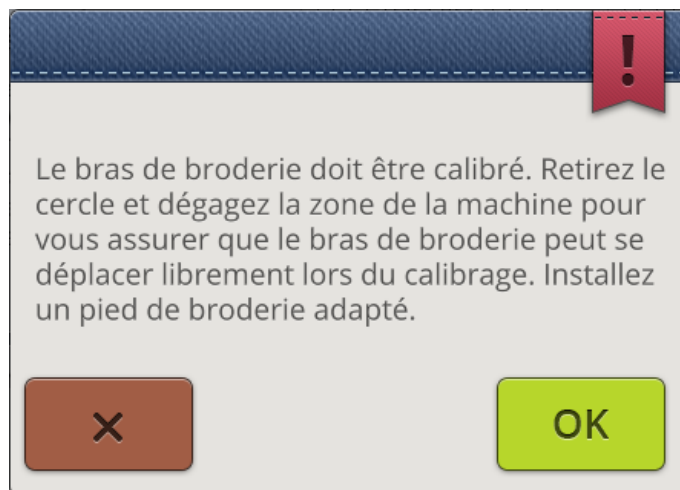 !
Le bras de broderie doit être calibré. Retirez le
cercle et dégagez la zone de la machine pour
vous assurer que le bras de broderie peut se
déplacer librement lors du calibrage. Installez
un pied de broderie adapté.
OK